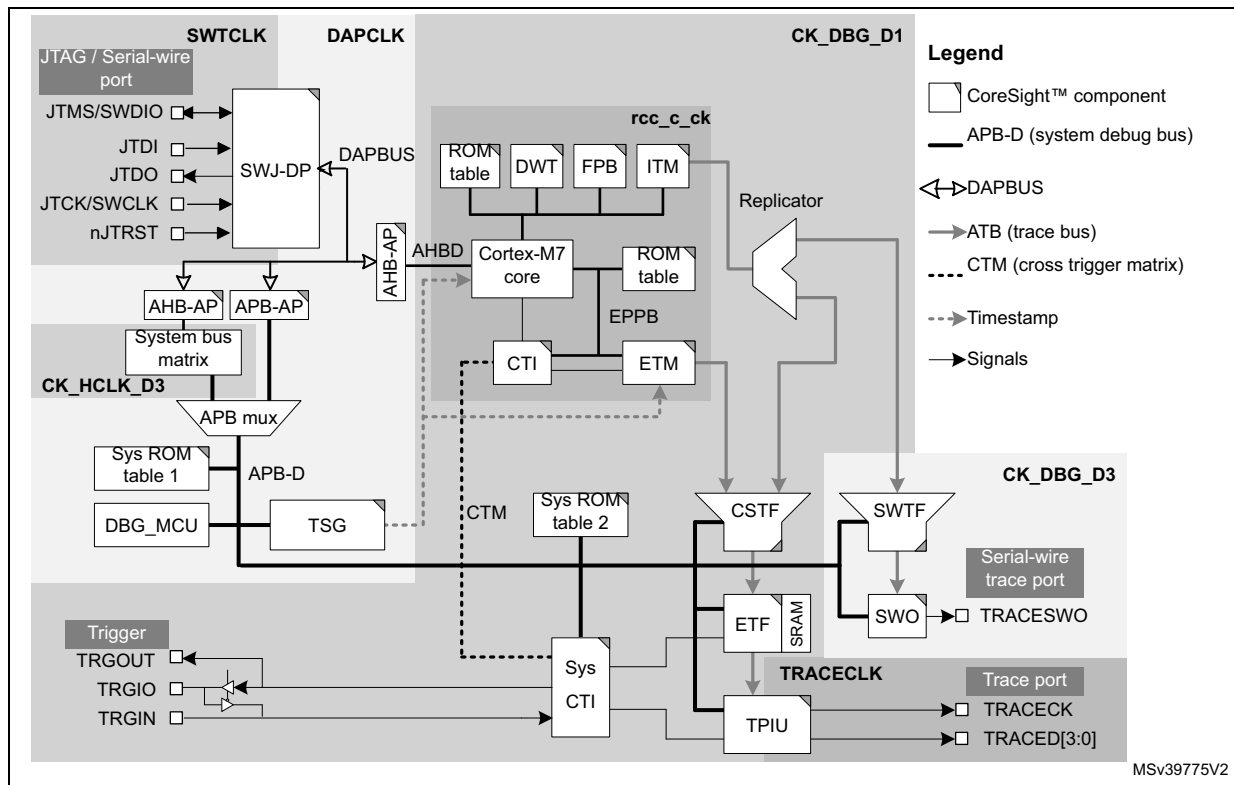 SWTCLK
DAPCLK
CK_DBG_D1
JTAG / Serial-wire
port
JTMS/SWDIO
JTDI
JTDO
JTCK/SWCLK
nJTRST
SWJ-DP
DAPBUS
rcc_c_ck
ROM
table
DWT
FPB
ITM
Replicator
AHB-AP
AHBD
Cortex-M7
core
ROM
table
EPPB
CTI
ETM
AHB-AP
APB-AP
System bus
matrix
CK_HCLK_D3
APB mux
Sys ROM
table 1
APB-D
DBG_MCU
TSG
CTM
Sys ROM
table 2
CSTF
CK_DBG_D3
SWTF
Serial-wire
trace port
SWO
TRACESWO
ETF
SRAM
Trigger
TRGOUT
TRGIO
TRGIN
Sys
CTI
TRACECLK
TPIU
Trace port
TRACECK
TRACED[3:0]
Legend
CoreSight™ component
APB-D (system debug bus)
DAPBUS
ATB (trace bus)
CTM (cross trigger matrix)
Timestamp
Signals
MSv39775V2